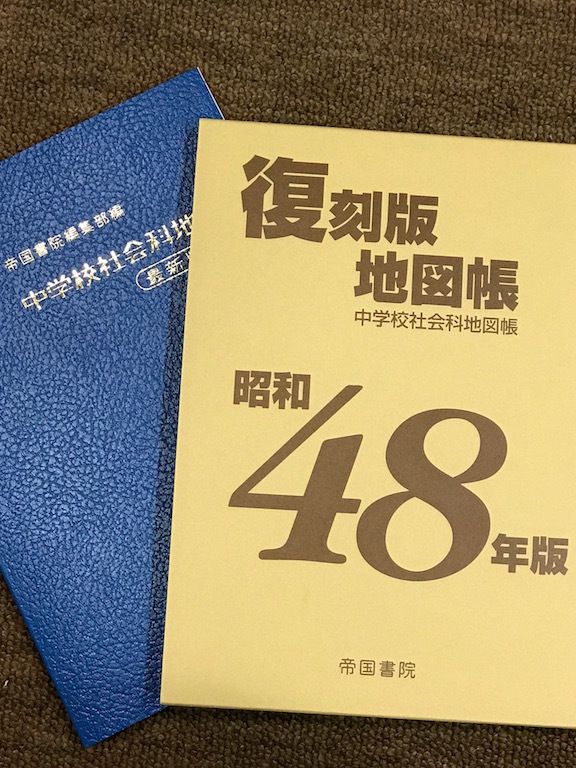 帝国書院編集部編
中学校社会科地
最新
復刻版
地図帳
中学校社会科地図帳
昭和
48
年版
帝国書院